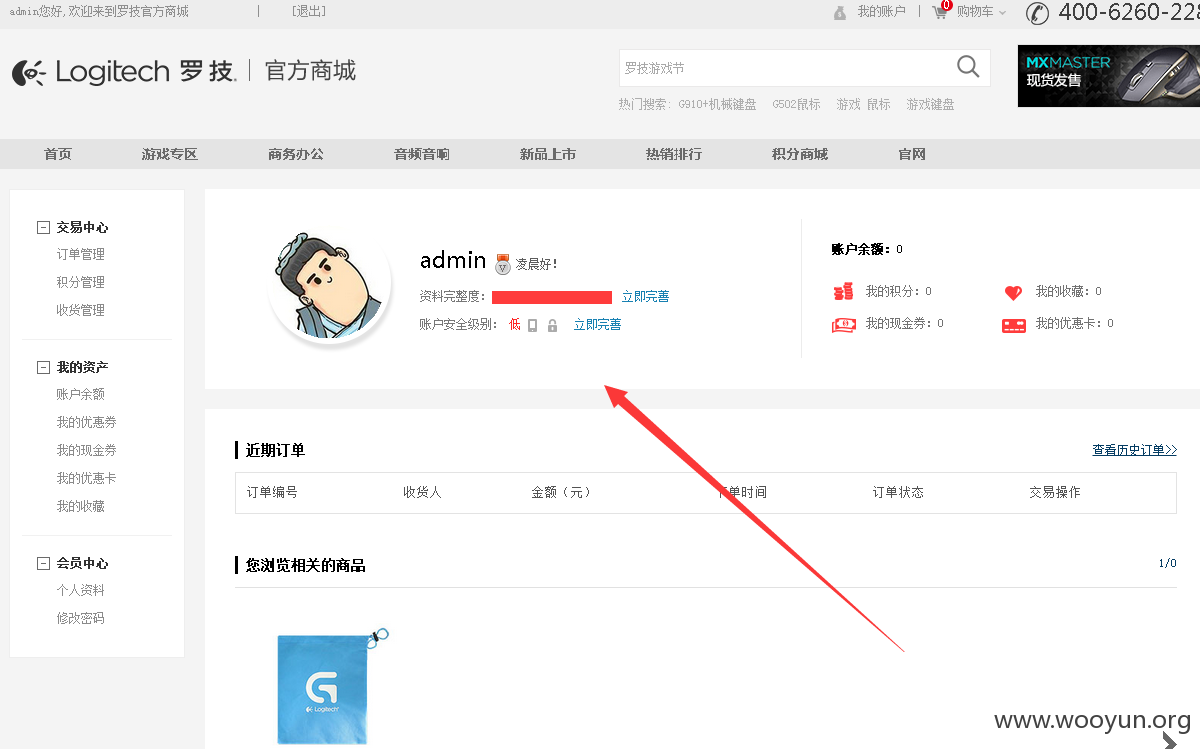 admin您好,欢迎来到罗技官方商城 | [退出] 我的账户 | 0 购物车 400-6260-228
Logitech 罗技. | 官方商城
罗技游戏节
热门搜索: G910+机械键盘 G502鼠标 游戏 鼠标 游戏键盘
MXMASTER
现货发售
首页 游戏专区 商务办公 音频音响 新品上市 热销排行 积分商城 官网
交易中心
订单管理
积分管理
收货管理
我的资产
账户余额
我的优惠券
我的现金券
我的优惠卡
我的收藏
会员中心
个人资料
修改密码
admin 凌晨好!
资料完整度: 立即完善
账户安全级别: 低 立即完善
账户余额: 0
我的积分: 0 我的收藏: 0
我的现金券: 0 我的优惠卡: 0
近期订单 查看历史订单>>
订单编号 收货人 金额（元） 单时间 订单状态 交易操作
您浏览相关的商品 1/0
G
Logitech
www.wooyun.org